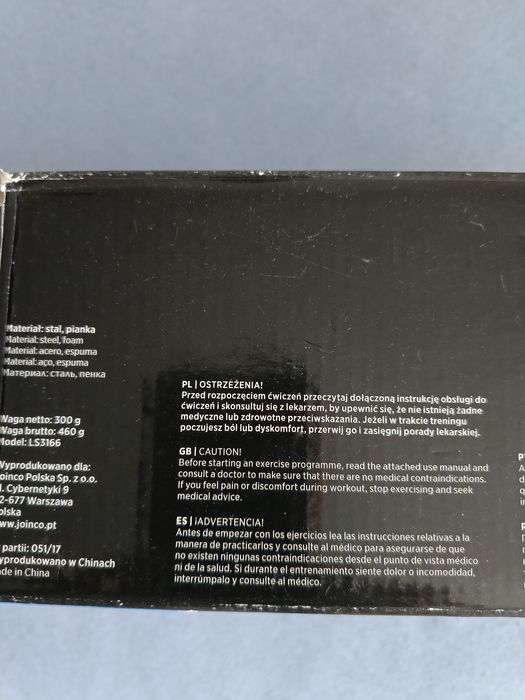 Materiał: stal, pianka
Material: steel, foam
Material: acero, espuma
Material: aço, espuma
Материал: сталь, пенка
Waga netto: 300 g
Waga brutto: 460 g
Model: LS3166
Wyprodukowano dla:
Joinco Polska Sp. z o.o.
l. Cybernetyki 9
2-677 Warszawa
olska
ww.joinco.pt
partii: 051/17
yprodukowano w Chinach
ade in China
PL | OSTRZEŻENIA!
Przed rozpoczęciem ćwiczeń przeczytaj dołączoną instrukcję obsługi do
ćwiczeń i skonsultuj się z lekarzem, by upewnić się, że nie istnieją żadne
medyczne lub zdrowotne przeciwskazania. Jeżeli w trakcie treningu
poczujesz ból lub dyskomfort, przerwij go i zasięgnij porady lekarskiej.
GB | CAUTION!
Before starting an exercise programme, read the attached use manual and
consult a doctor to make sure that there are no medical contraindications.
If you feel pain or discomfort during workout, stop exercising and seek
medical advice.
ES | ¡ADVERTENCIA!
Antes de empezar con los ejercicios lea las instrucciones relativas a la
manera de practicarlos y consulte al médico para asegurarse de que
no existen ningunas contraindicaciones desde el punto de vista médico
ni de la salud. Si durante el entrenamiento siente dolor o incomodidad,
interrúmpalo y consulte al médico.